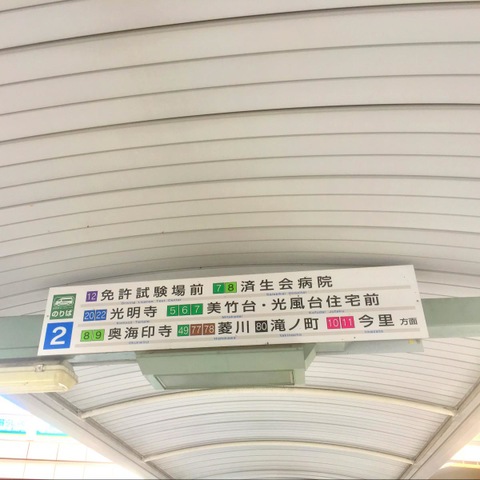 のりば
2
12 免許試験場前 7 8 済生会病院
20 22 光明寺 5 6 7 美竹台・光風台住宅前
8 9 奥海印寺 49 77 78 菱川 80 滝ノ町 10 11 今里 方面